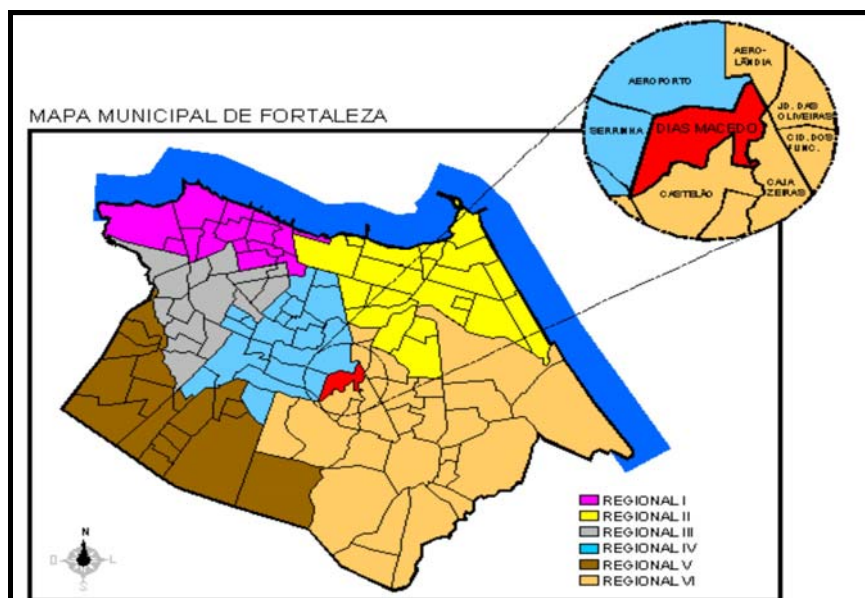 MAPA MUNICIPAL DE FORTALEZA
AERO-
LÂNDIA
AEROPORTO
JD. DAS
OLIVEIRAS
SERRINHA
DIAS MACEDO
CID. DOS
FUNC.
CASTELÃO
CAJA
ZEIRAS
REGIONAL I
REGIONAL II
REGIONAL III
REGIONAL IV
REGIONAL V
REGIONAL VI
N
O
L
S